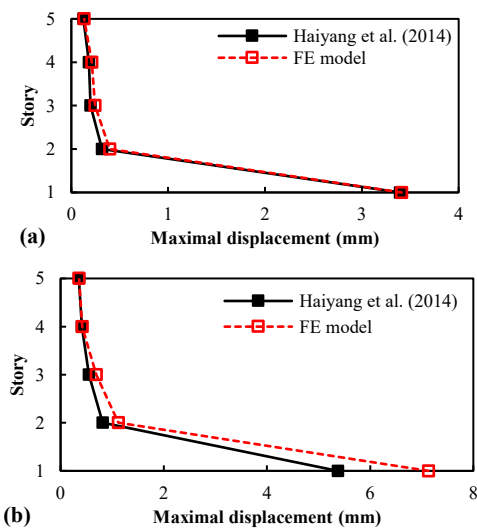 5
Haiyang et al. (2014)
FE model
4
Story
3
2
1
0 1 2 3 4
(a)
Maximal displacement (mm)
5
Haiyang et al. (2014)
FE model
4
Story
3
2
1
0 2 4 6 8
(b)
Maximal displacement (mm)